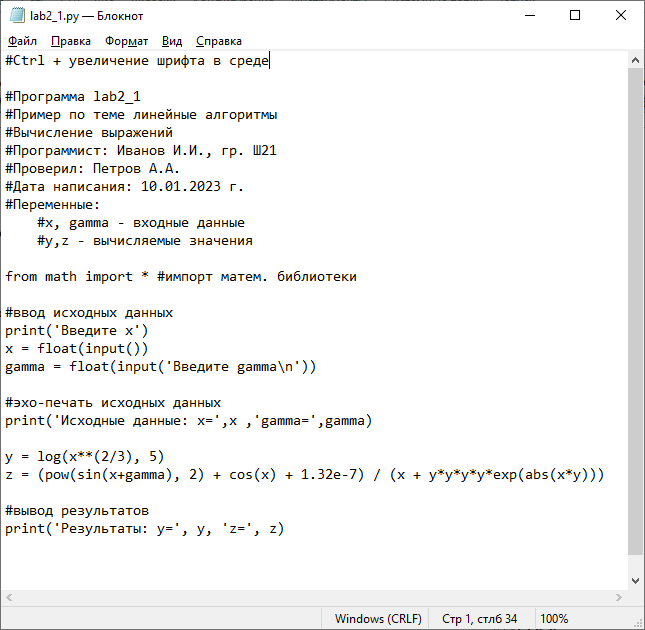 lab2_1.py — Блокнот
Файл Правка Формат Вид Справка
#Ctrl + увеличение шрифта в среде
#Программа lab2_1
#Пример по теме линейные алгоритмы
#Вычисление выражений
#Программист: Иванов И.И., гр. Ш21
#Проверил: Петров А.А.
#Дата написания: 10.01.2023 г.
#Переменные:
    #x, gamma - входные данные
    #y,z - вычисляемые значения
from math import * #импорт матем. библиотеки
#ввод исходных данных
print('Введите x')
x = float(input())
gamma = float(input('Введите gamma\n'))
#эхо-печать исходных данных
print('Исходные данные: x=',x ,'gamma=',gamma)
y = log(x**(2/3), 5)
z = (pow(sin(x+gamma), 2) + cos(x) + 1.32e-7) / (x + y*y*y*y*exp(abs(x*y)))
#вывод результатов
print('Результаты: y=', y, 'z=', z)
Windows (CRLF) Стр 1, стлб 34 100%